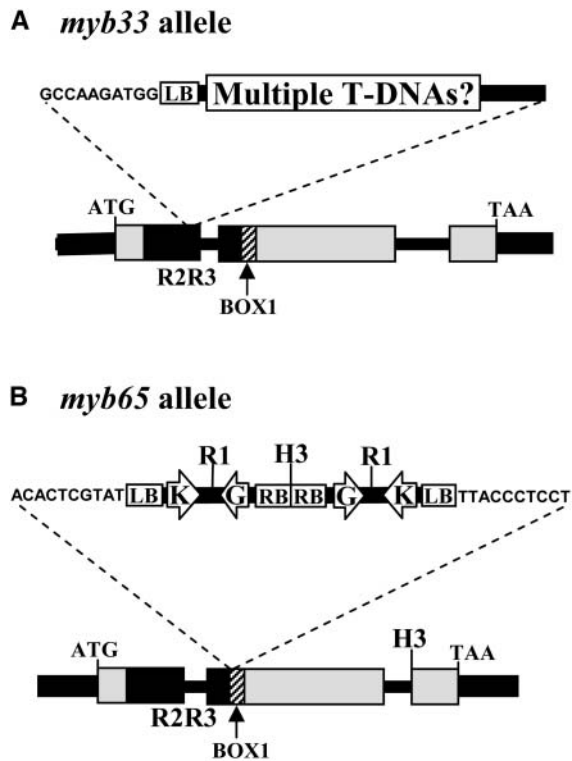 A myb33 allele
GCCAAGATGG LB Multiple T-DNAs?
ATG TAA
R2R3
BOX1
B myb65 allele
R1 H3 R1
ACACTCGTAT LB K G RB RB G K LB TTACCCTCCT
H3
ATG TAA
R2R3
BOX1